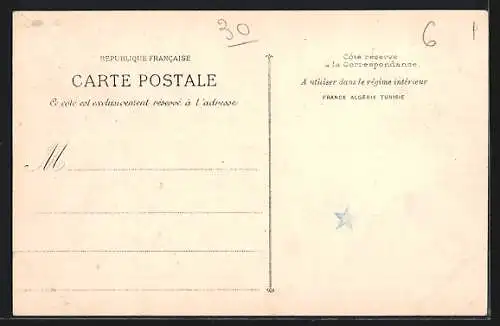 30
6
RÉPUBLIQUE FRANÇAISE
CARTE POSTALE
Ce côté est exclusivement réservé à l'adresse
M
Côté réservé
à la Correspondance.
A utiliser dans le régime intérieur
FRANCE ALGÉRIE TUNISIE